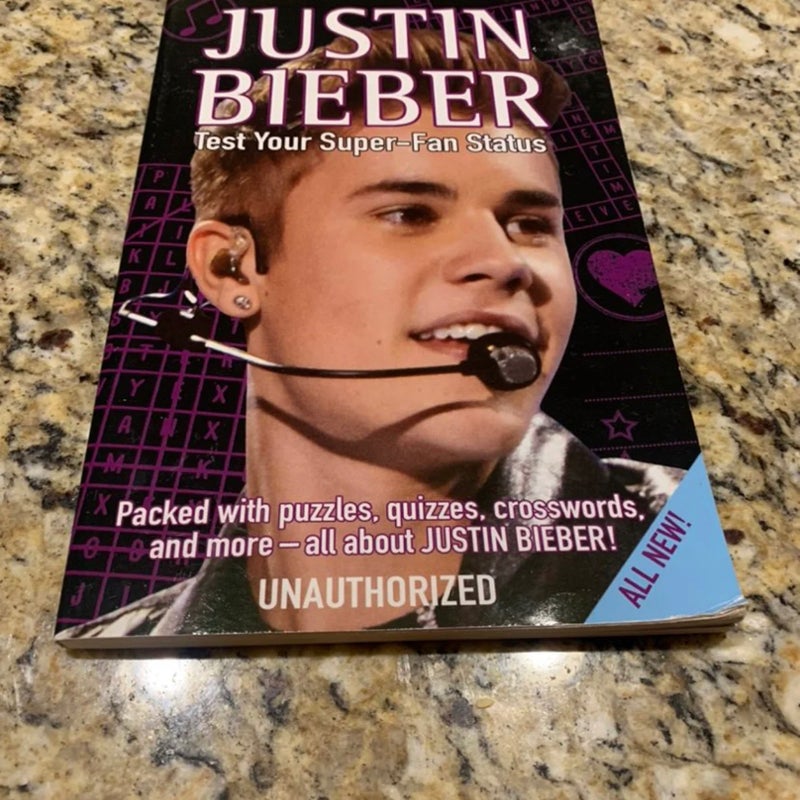 JUSTIN
BIEBER
Test Your Super-Fan Status
Packed with puzzles, quizzes, crosswords,
and more – all about JUSTIN BIEBER!
UNAUTHORIZED
ALL NEW!